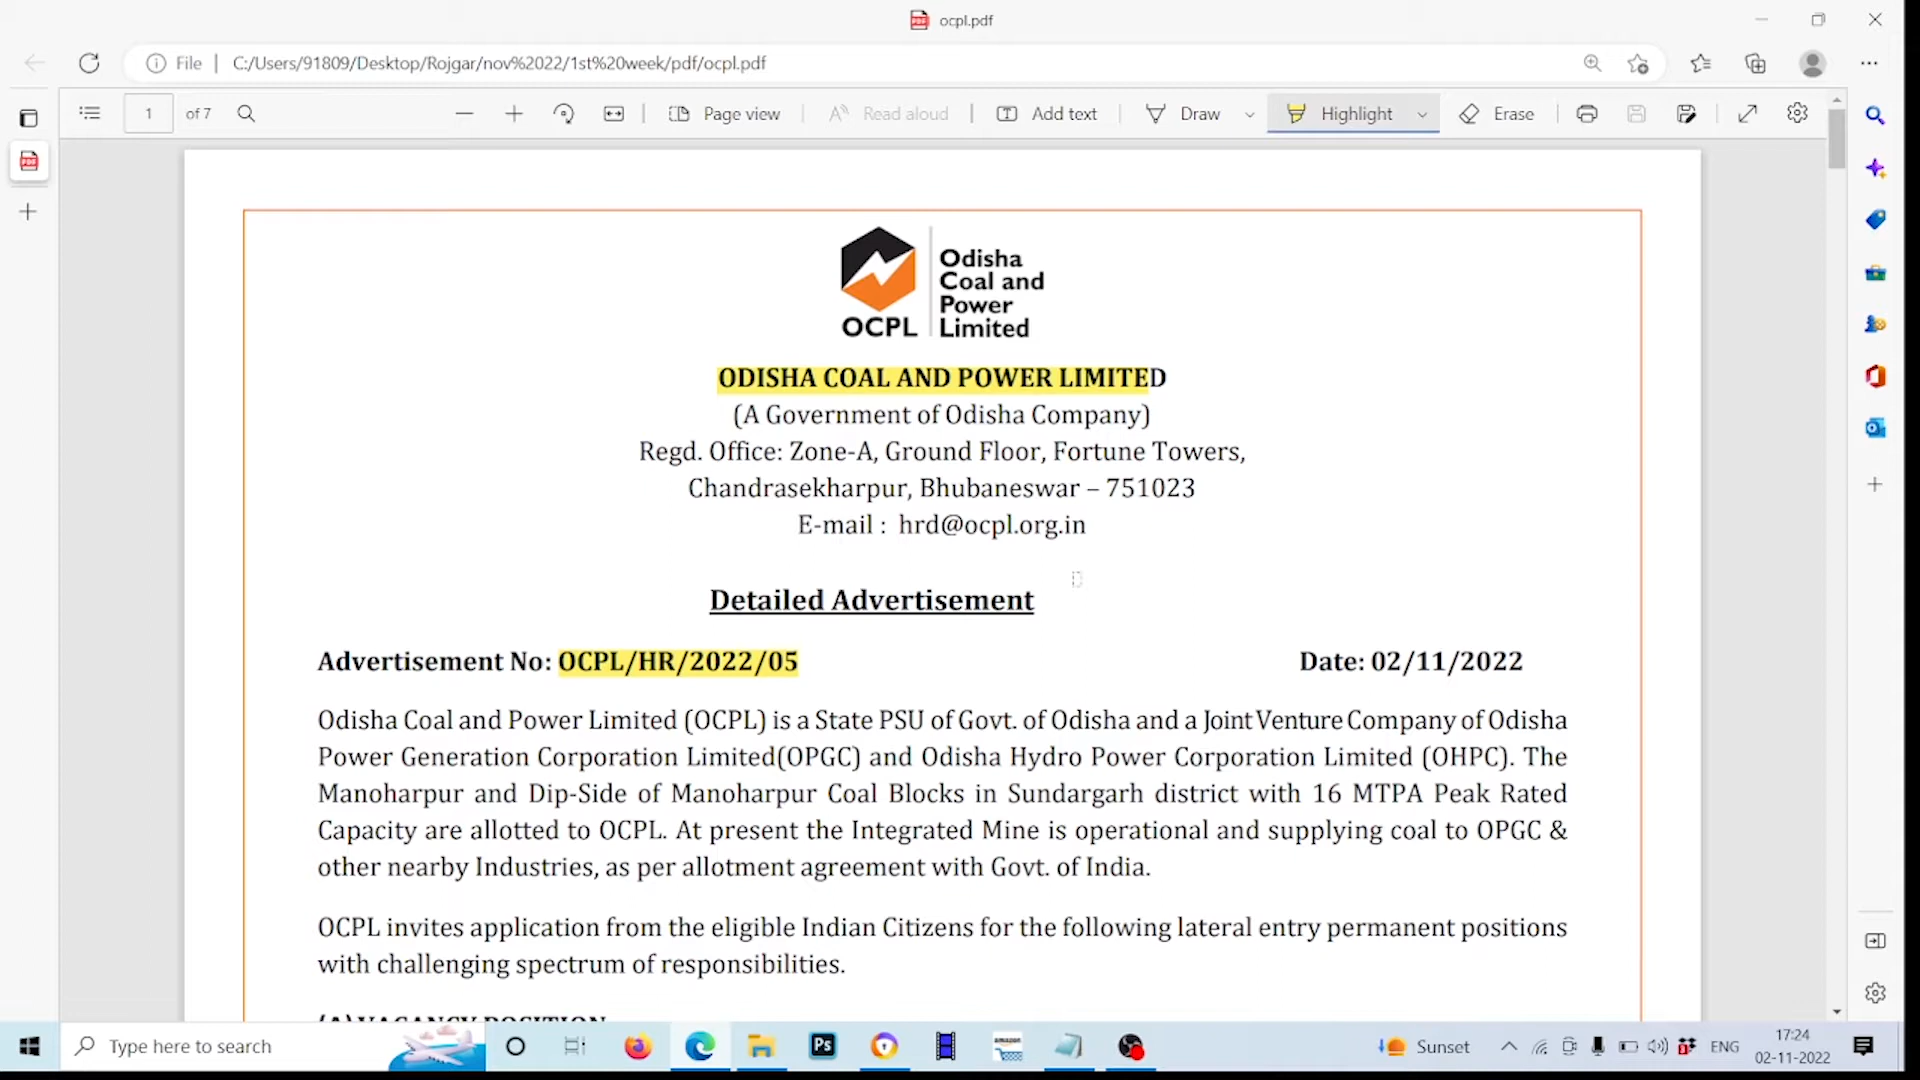 ocpl.pdf
File | C:/Users/91809/Desktop/Rojgar/nov%2022/1st%20week/pdf/ocpl.pdf
1 of 7
Page view
Read aloud
Add text
Draw
Highlight
Erase
OCPL
Odisha
Coal and
Power
Limited
ODISHA COAL AND POWER LIMITED
(A Government of Odisha Company)
Regd. Office: Zone-A, Ground Floor, Fortune Towers,
Chandrasekharpur, Bhubaneswar – 751023
E-mail : hrd@ocpl.org.in
Detailed Advertisement
Advertisement No: OCPL/HR/2022/05 Date: 02/11/2022
Odisha Coal and Power Limited (OCPL) is a State PSU of Govt. of Odisha and a Joint Venture Company of Odisha
Power Generation Corporation Limited(OPGC) and Odisha Hydro Power Corporation Limited (OHPC). The
Manoharpur and Dip-Side of Manoharpur Coal Blocks in Sundargarh district with 16 MTPA Peak Rated
Capacity are allotted to OCPL. At present the Integrated Mine is operational and supplying coal to OPGC &
other nearby Industries, as per allotment agreement with Govt. of India.
OCPL invites application from the eligible Indian Citizens for the following lateral entry permanent positions
with challenging spectrum of responsibilities.
(A) VACANCY POSITION
Type here to search
Ps
amazon
Sunset
ENG
17:24
02-11-2022